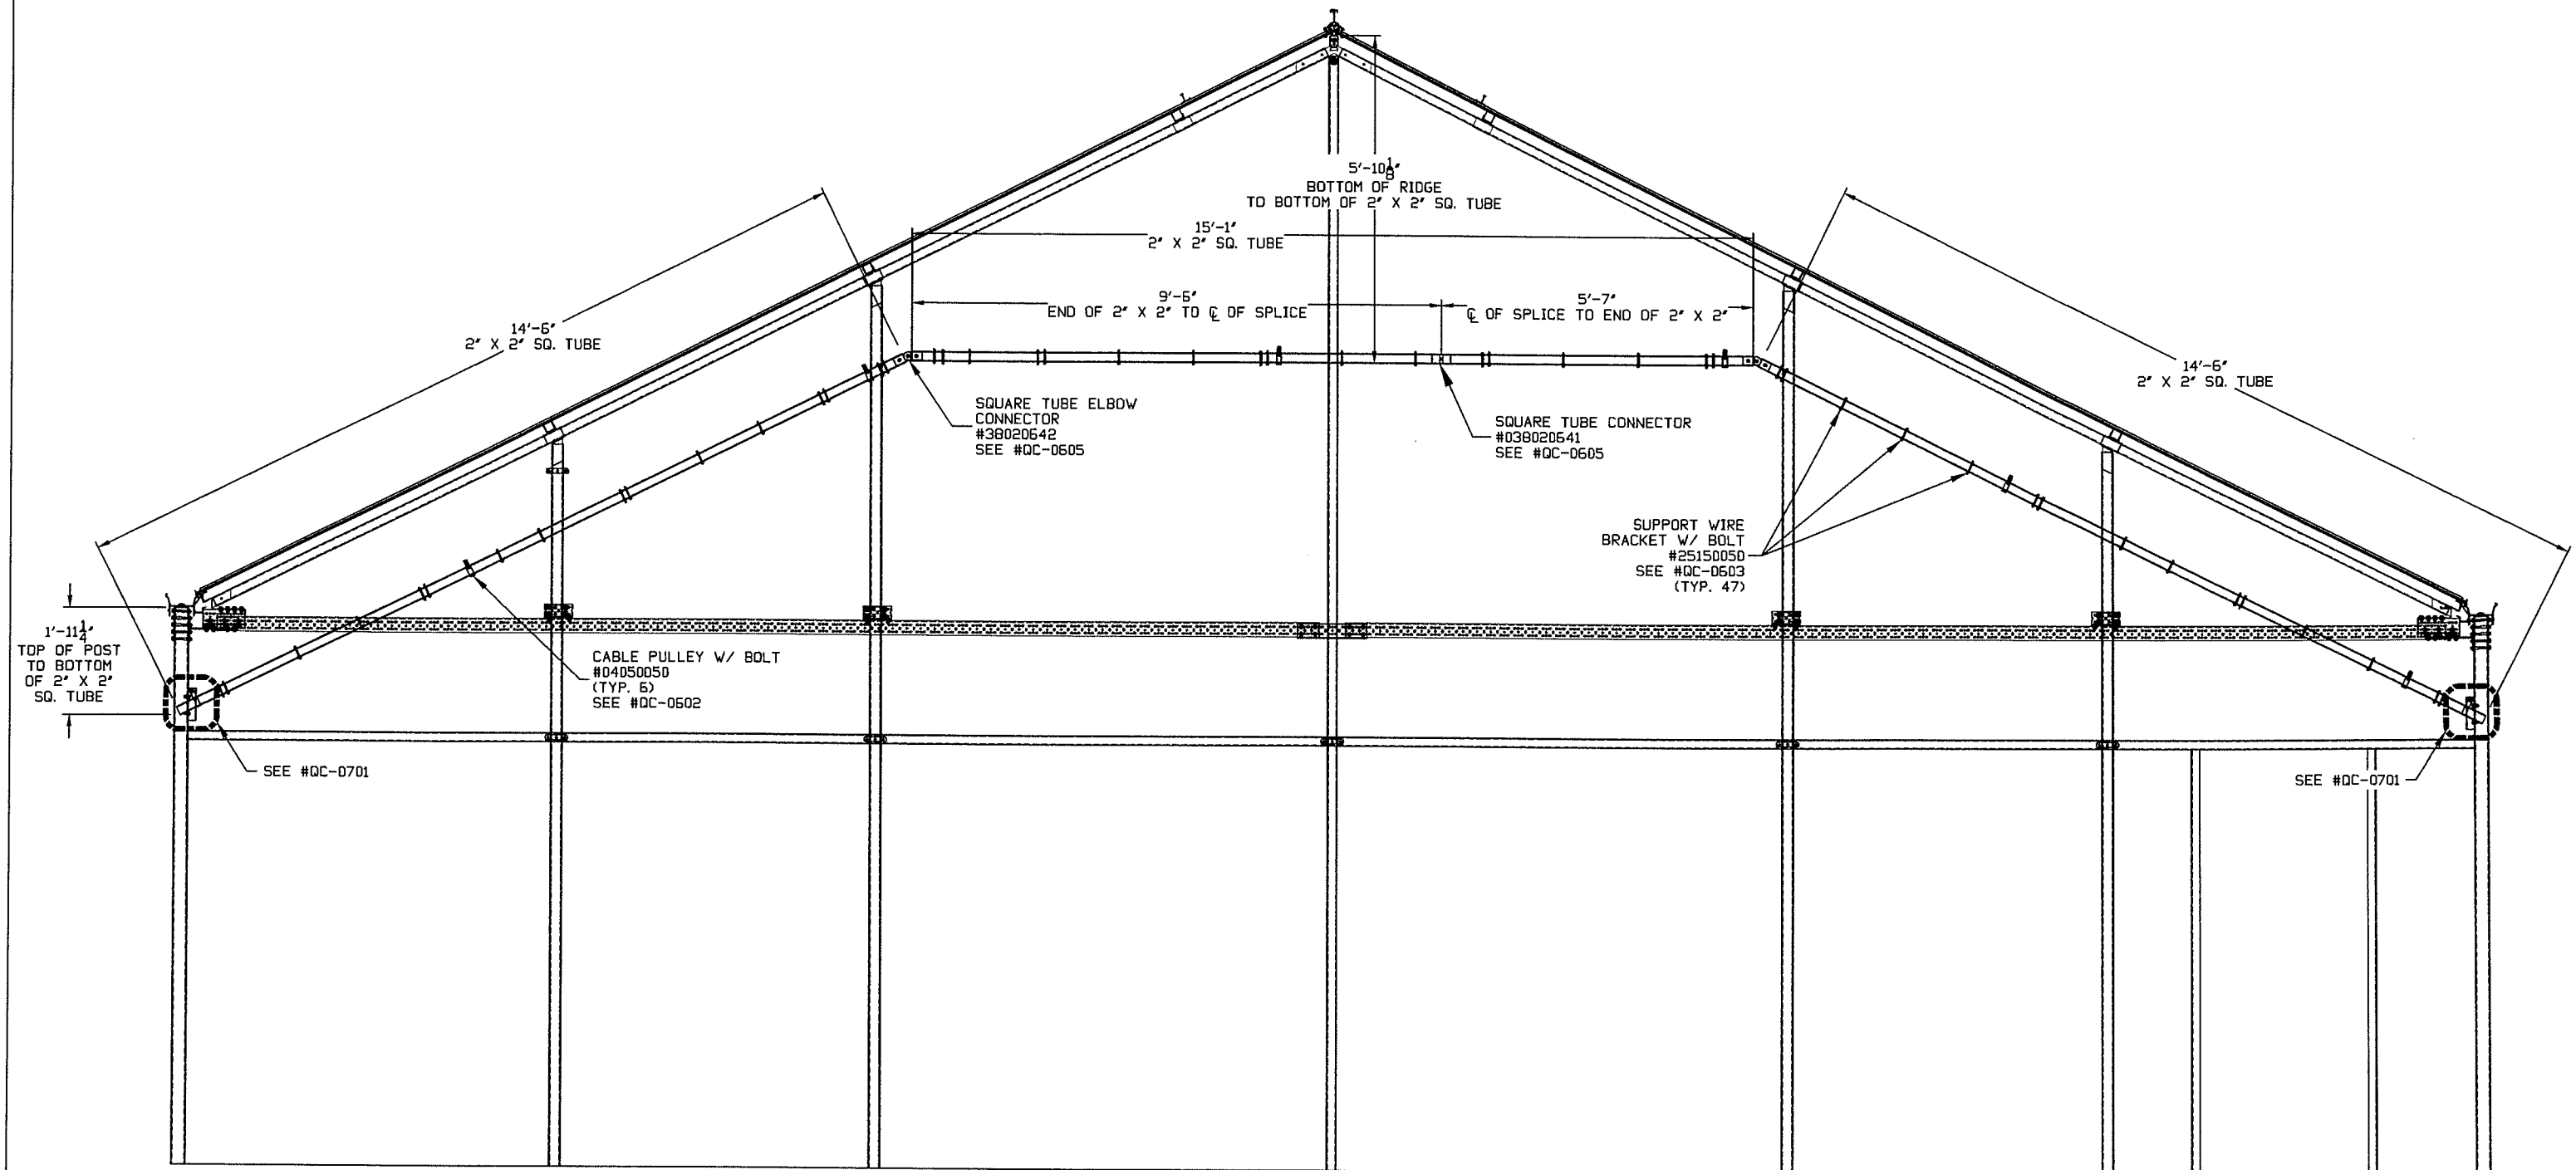 5'-10 1/8"
BOTTOM OF RIDGE
TO BOTTOM OF 2" X 2" SQ. TUBE
15'-1"
2" X 2" SQ. TUBE
9'-6"
END OF 2" X 2" TO ℄ OF SPLICE
5'-7"
℄ OF SPLICE TO END OF 2" X 2"
14'-6"
2" X 2" SQ. TUBE
14'-6"
2" X 2" SQ. TUBE
SQUARE TUBE ELBOW
CONNECTOR
#38020642
SEE #QC-0605
SQUARE TUBE CONNECTOR
#038020641
SEE #QC-0605
SUPPORT WIRE
BRACKET W/ BOLT
#25150050
SEE #QC-0603
(TYP. 47)
1'-11 1/4"
TOP OF POST
TO BOTTOM
OF 2" X 2"
SQ. TUBE
CABLE PULLEY W/ BOLT
#04050050
(TYP. 6)
SEE #QC-0602
SEE #QC-0701
SEE #QC-0701